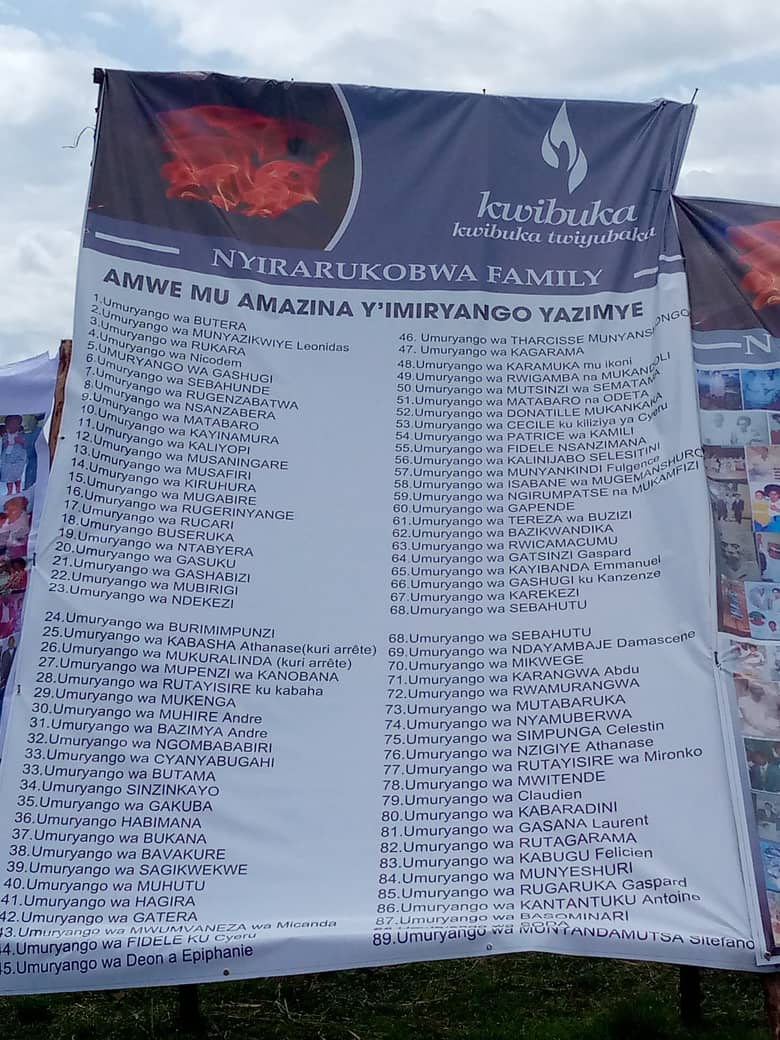 kwibuka
kwibuka twiyubaka
NYIRARUKOBWA FAMILY
AMWE MU AMAZINA Y'IMIRYANGO YAZIMYE
1.Umuryango wa BUTERA
2.Umuryango wa MUNYAZIKWIYE Leonidas
3.Umuryango wa RUKARA
4.Umuryango wa Nicodem
5.UMURYANGO WA GASHUGI
6.Umuryango wa SEBAHUNDE
7.Umuryango wa RUGENZABATWA
8.Umuryango wa NSANZABERA
9.Umuryango wa MATABARO
10.Umuryango wa KAYINAMURA
11.Umuryango wa KALIYOPI
12.Umuryango wa MUSANINGARE
13.Umuryango wa MUSAFIRI
14.Umuryango wa KIRUHURA
15.Umuryango wa MUGABIRE
16.Umuryango wa RUGERINYANGE
17.Umuryango wa RUCARI
18.Umuryango BUSERUKA
19.Umuryango wa NTABYERA
20.Umuryango wa GASUKU
21.Umuryango wa GASHABIZI
22.Umuryango wa MUBIRIGI
23.Umuryango wa NDEKEZI
24.Umuryango wa BURIMIMPUNZI
25.Umuryango wa KABASHA Athanase(kuri arrête)
26.Umuryango wa MUKURALINDA (kuri arrête)
27.Umuryango wa MUPENZI wa KANOBANA
28.Umuryango wa RUTAYISIRE ku kabaha
29.Umuryango wa MUKENGA
30.Umuryango wa MUHIRE Andre
31.Umuryango wa BAZIMYA Andre
32.Umuryango wa NGOMBABABIRI
33.Umuryango wa CYANYABUGAHI
33.Umuryango wa BUTAMA
34.Umuryango SINZINKAYO
35.Umuryango wa GAKUBA
36.Umuryango HABIMANA
37.Umuryango wa BUKANA
38.Umuryango wa BAVAKURE
39.Umuryango wa SAGIKWEKWE
40.Umuryango wa MUHUTU
41.Umuryango wa HAGIRA
42.Umuryango wa GATERA
43.Umuryango wa MWUMVANEZA wa Micanda
44.Umuryango wa FIDELE KU Cyeru
45.Umuryango wa Deon a Epiphanie
46. Umuryango wa THARCISSE
47. Umuryango wa KAGARAMA
48.Umuryango wa KARAMUKA mu ikoni
49.Umuryango wa RWIGAMBA na
50.Umuryango wa MUTSINZI wa SEMATAMA
51.Umuryango wa MATABARO na ODETA
52.Umuryango wa DONATILLE MUKANKAKA
53.Umuryango wa CECILE ku kiliziya ya Cyeru
54.Umuryango wa PATRICE wa KAMILI
55.Umuryango wa FIDELE NSANZIMANA
56.Umuryango wa KALINIJABO SELESITINI
57.Umuryango wa MUNYANKINDI Fulgence
58.Umuryango wa ISABANE wa MUGEMANSHURO
59.Umuryango wa NGIRUMPATSE na MUKAMFIZI
60.Umuryango wa GAPENDE
61.Umuryango wa TEREZA wa BUZIZI
62.Umuryango wa BAZIKWANDIKA
63.Umuryango wa RWICAMACUMU
64.Umuryango wa GATSINZI Gaspard
65.Umuryango wa KAYIBANDA Emmanuel
66.Umuryango wa GASHUGI ku Kanzenze
67.Umuryango wa KAREKEZI
68.Umuryango wa SEBAHUTU
68.Umuryango wa SEBAHUTU
69.Umuryango wa NDAYAMBAJE Damascene
70.Umuryango wa MIKWEGE
71.Umuryango wa KARANGWA Abdu
72.Umuryango wa RWAMURANGWA
73.Umuryango wa MUTABARUKA
74.Umuryango wa NYAMUBERWA
75.Umuryango wa SIMPUNGA Celestin
76.Umuryango wa NZIGIYE Athanase
77.Umuryango wa RUTAYISIRE wa Mironko
78.Umuryango wa MWITENDE
79.Umuryango wa Claudien
80.Umuryango wa KABARADINI
81.Umuryango wa GASANA Laurent
82.Umuryango wa RUTAGARAMA
83.Umuryango wa KABUGU Felicien
84.Umuryango wa MUNYESHURI
85.Umuryango wa RUGARUKA Gaspard
86.Umuryango wa KANTANTUKU Antoine
87.Umuryango wa BASOMINARI
89.Umuryango wa MUNYANDAMUTSA Sitefano
N